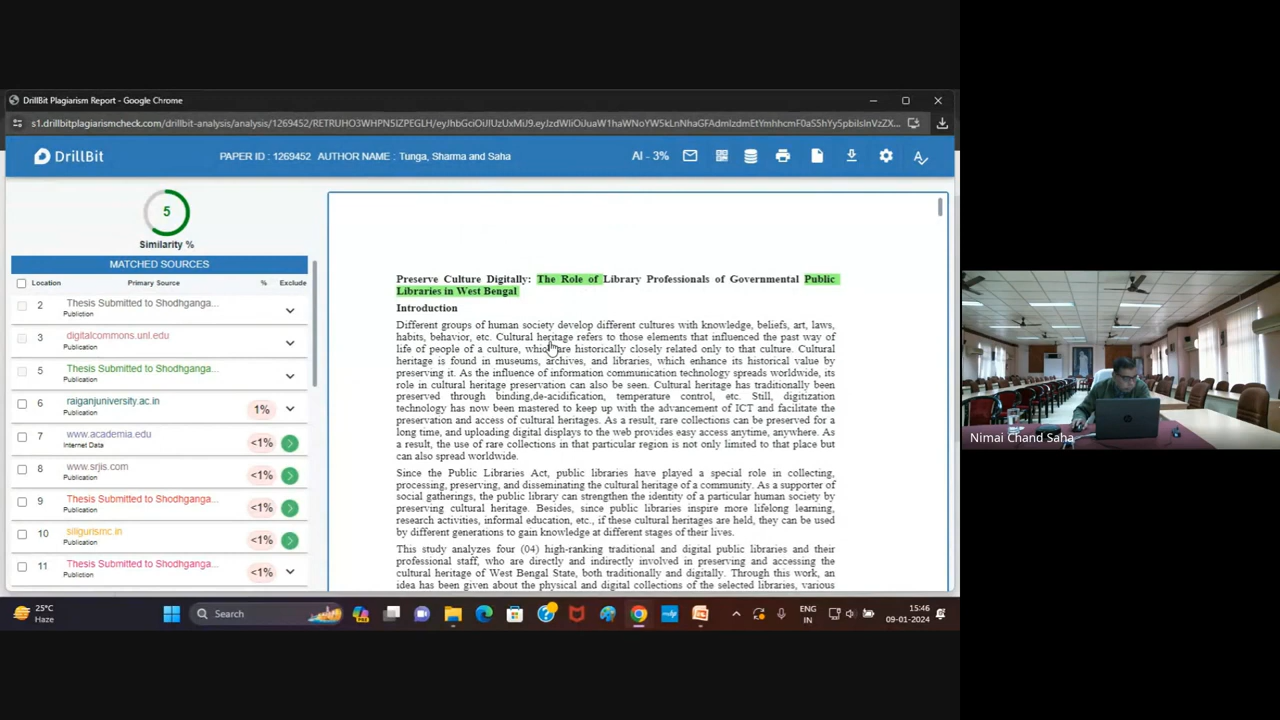 DrillBit Plagiarism Report - Google Chrome
DrillBit
PAPER ID : 1269452 AUTHOR NAME : Tunga, Sharma and Saha
AI - 3%
5
Similarity %
MATCHED SOURCES
Location Primary Source % Exclude
2 Thesis Submitted to Shodhganga...
Publication
3 digitalcommons.unl.edu
Publication
5 Thesis Submitted to Shodhganga...
Publication
6 raiganjuniversity.ac.in 1%
Publication
7 www.academia.edu <1%
Internet Data
8 www.srjis.com <1%
Publication
9 Thesis Submitted to Shodhganga... <1%
Publication
10 siligurismc.in <1%
Publication
11 Thesis Submitted to Shodhganga... <1%
Publication
Preserve Culture Digitally: The Role of Library Professionals of Governmental Public
Libraries in West Bengal
Introduction
Different groups of human society develop different cultures with knowledge, beliefs, art, laws,
habits, behavior, etc. Cultural heritage refers to those elements that influenced the past way of
life of people of a culture, which are historically closely related only to that culture. Cultural
heritage is found in museums, archives, and libraries, which enhance its historical value by
preserving it. As the influence of information communication technology spreads worldwide, its
role in cultural heritage preservation can also be seen. Cultural heritage has traditionally been
preserved through binding,de-acidification, temperature control, etc. Still, digitization
technology has now been mastered to keep up with the advancement of ICT and facilitate the
preservation and access of cultural heritages. As a result, rare collections can be preserved for a
long time, and uploading digital displays to the web provides easy access anytime, anywhere. As
a result, the use of rare collections in that particular region is not only limited to that place but
can also spread worldwide.
Since the Public Libraries Act, public libraries have played a special role in collecting,
processing, preserving, and disseminating the cultural heritage of a community. As a supporter of
social gatherings, the public library can strengthen the identity of a particular human society by
preserving cultural heritage. Besides, since public libraries inspire more lifelong learning,
research activities, informal education, etc., if these cultural heritages are held, they can be used
by different generations to gain knowledge at different stages of their lives.
This study analyzes four (04) high-ranking traditional and digital public libraries and their
professional staff, who are directly and indirectly involved in preserving and accessing the
cultural heritage of West Bengal State, both traditionally and digitally. Through this work, an
idea has been given about the physical and digital collections of the selected libraries, various
Nimai Chand Saha
25°C
Haze
Search
ENG
IN
15:46
09-01-2024